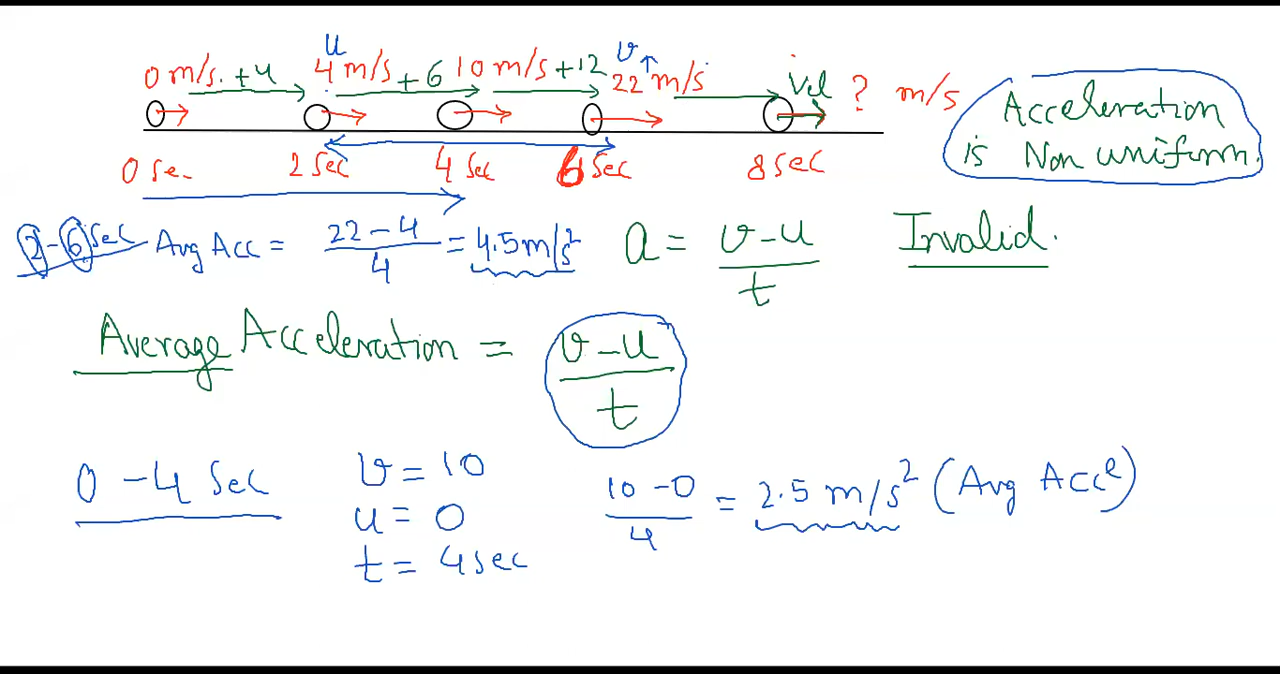 u
v
0 m/s. +4 4 m/s +6 10 m/s +12 22 m/s vel ? m/s
Acceleration
is Non uniform.
0 se. 2 sec 4 sec 6 sec 8 sec
2-6 sec Avg Acc = 22 - 4 / 4 = 4.5 m/s²
a = v - u / t
Invalid.
Average Acceleration = v - u / t
0 - 4 sec
v = 10
u = 0
t = 4 sec
10 - 0 / 4 = 2.5 m/s² (Avg Accⁿ)